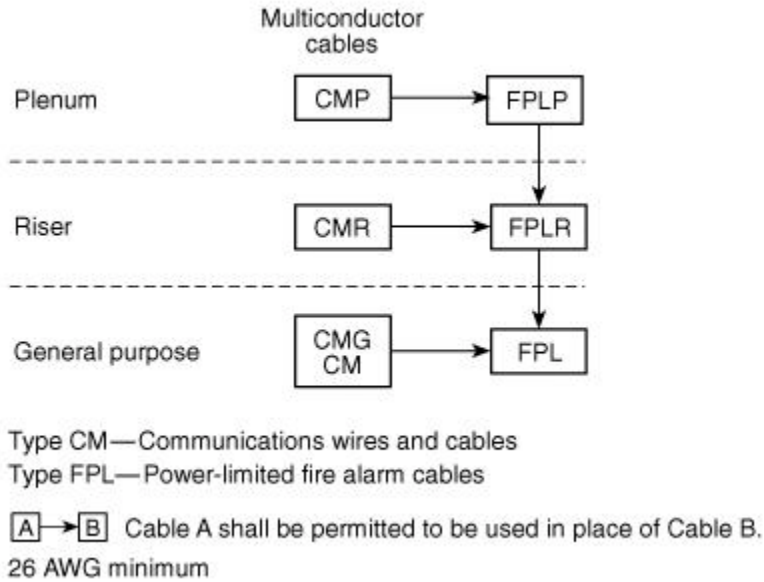 Multiconductor
cables
Plenum CMP FPLP
Riser CMR FPLR
General purpose CMG CM FPL
Type CM—Communications wires and cables
Type FPL—Power-limited fire alarm cables
A B Cable A shall be permitted to be used in place of Cable B.
26 AWG minimum